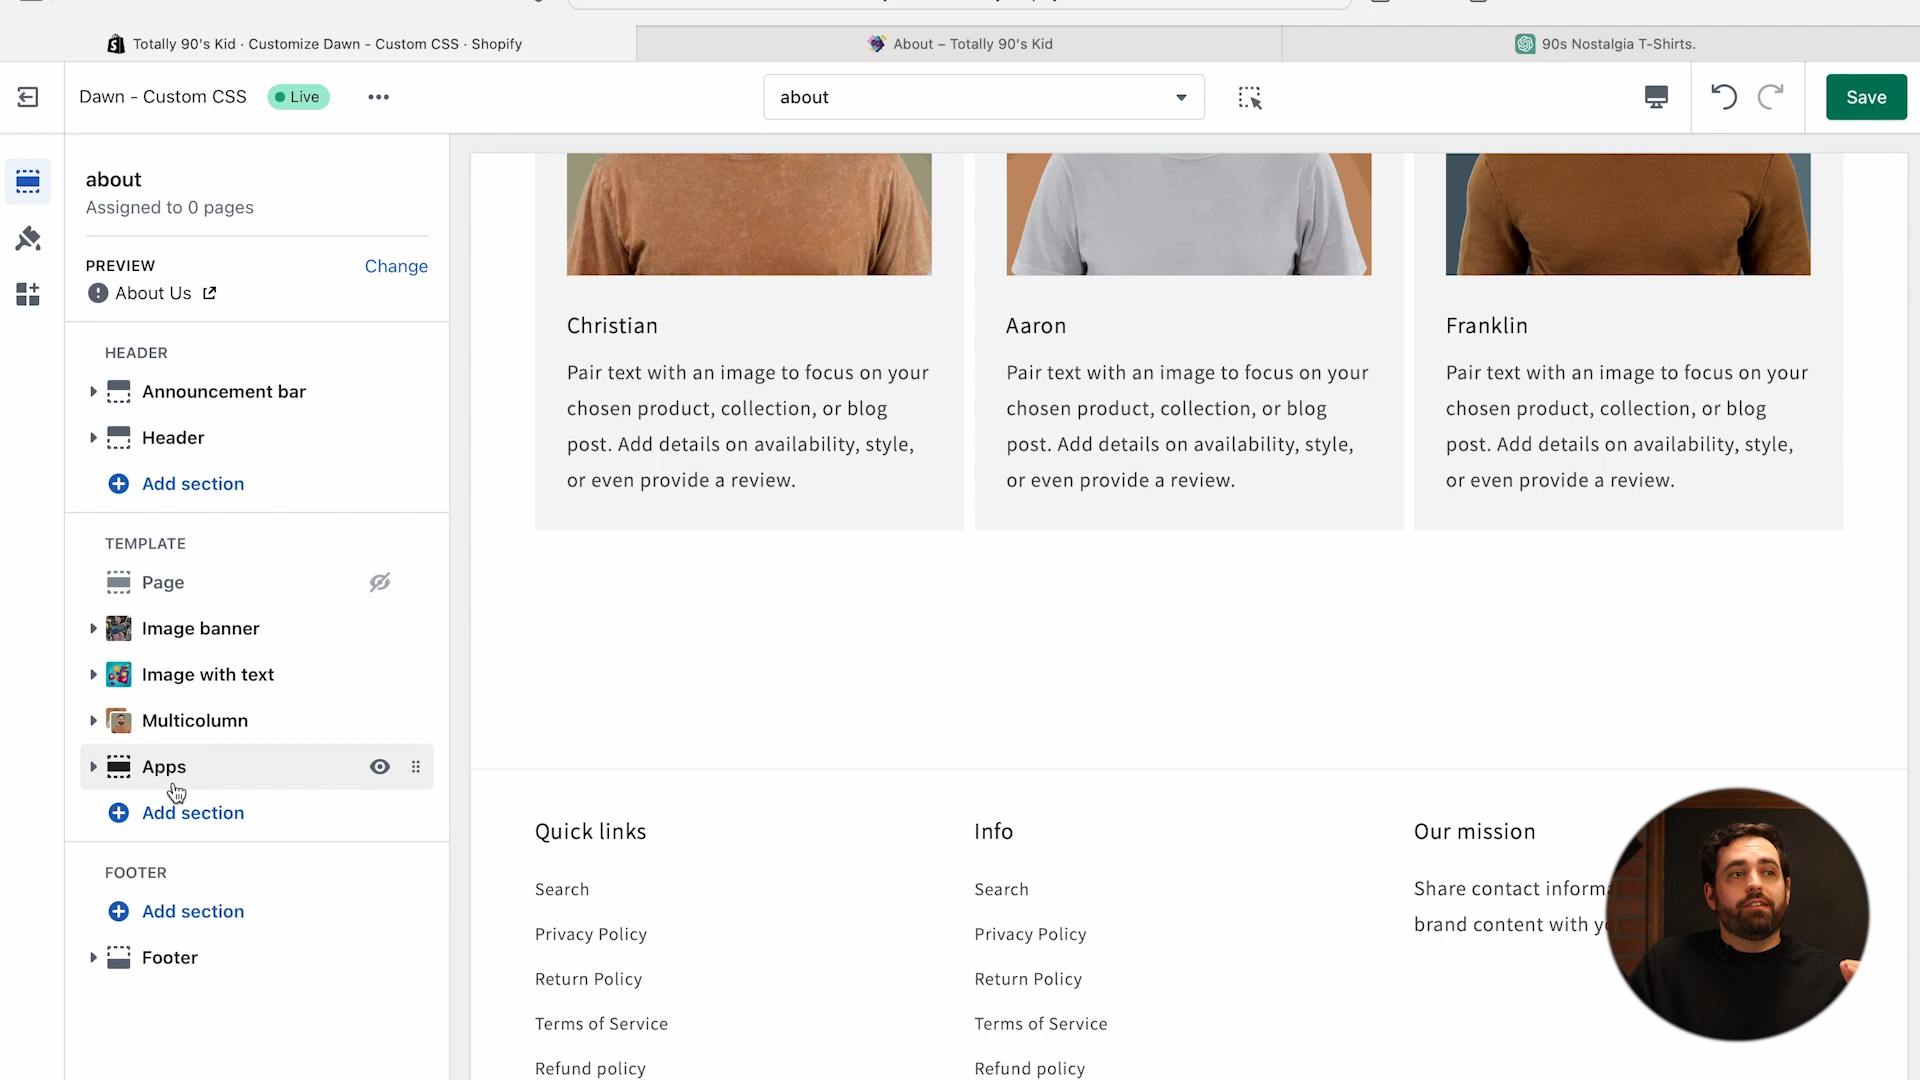 Totally 90's Kid · Customize Dawn - Custom CSS · Shopify
About – Totally 90's Kid
90s Nostalgia T-Shirts.
Dawn - Custom CSS
Live
about
Save
about
Assigned to 0 pages
PREVIEW
Change
About Us
HEADER
Announcement bar
Header
Add section
TEMPLATE
Page
Image banner
Image with text
Multicolumn
Apps
Add section
FOOTER
Add section
Footer
Christian
Pair text with an image to focus on your
chosen product, collection, or blog
post. Add details on availability, style,
or even provide a review.
Aaron
Pair text with an image to focus on your
chosen product, collection, or blog
post. Add details on availability, style,
or even provide a review.
Franklin
Pair text with an image to focus on your
chosen product, collection, or blog
post. Add details on availability, style,
or even provide a review.
Quick links
Search
Privacy Policy
Return Policy
Terms of Service
Refund policy
Info
Search
Privacy Policy
Return Policy
Terms of Service
Refund policy
Our mission
Share contact
brand content with